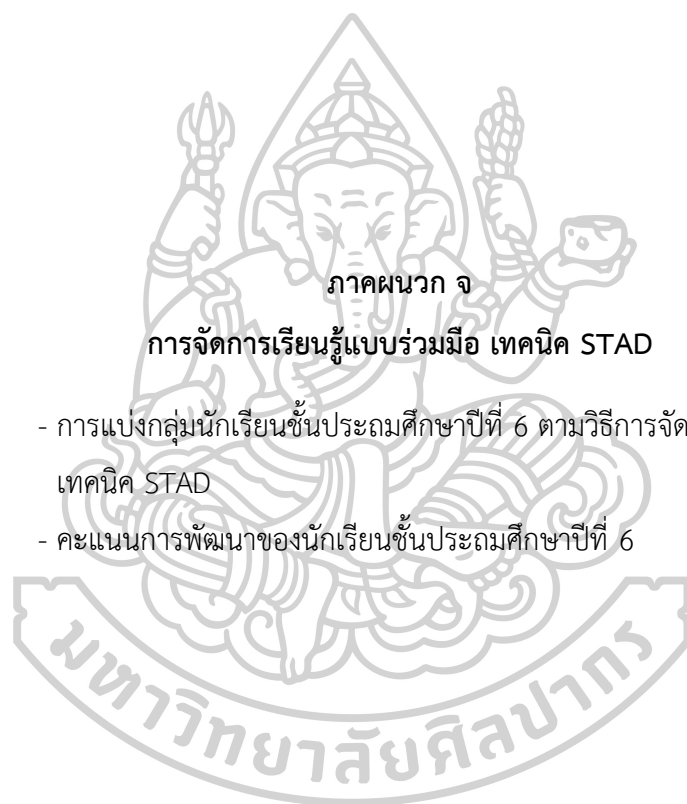 ภาคผนวก จ
การจัดการเรียนรู้แบบร่วมมือ เทคนิค STAD
- การแบ่งกลุ่มนักเรียนชั้นประถมศึกษาปีที่ 6 ตามวิธีการจัด
เทคนิค STAD
- คะแนนการพัฒนาของนักเรียนชั้นประถมศึกษาปีที่ 6
มหาวิทยาลัยศิลปากร